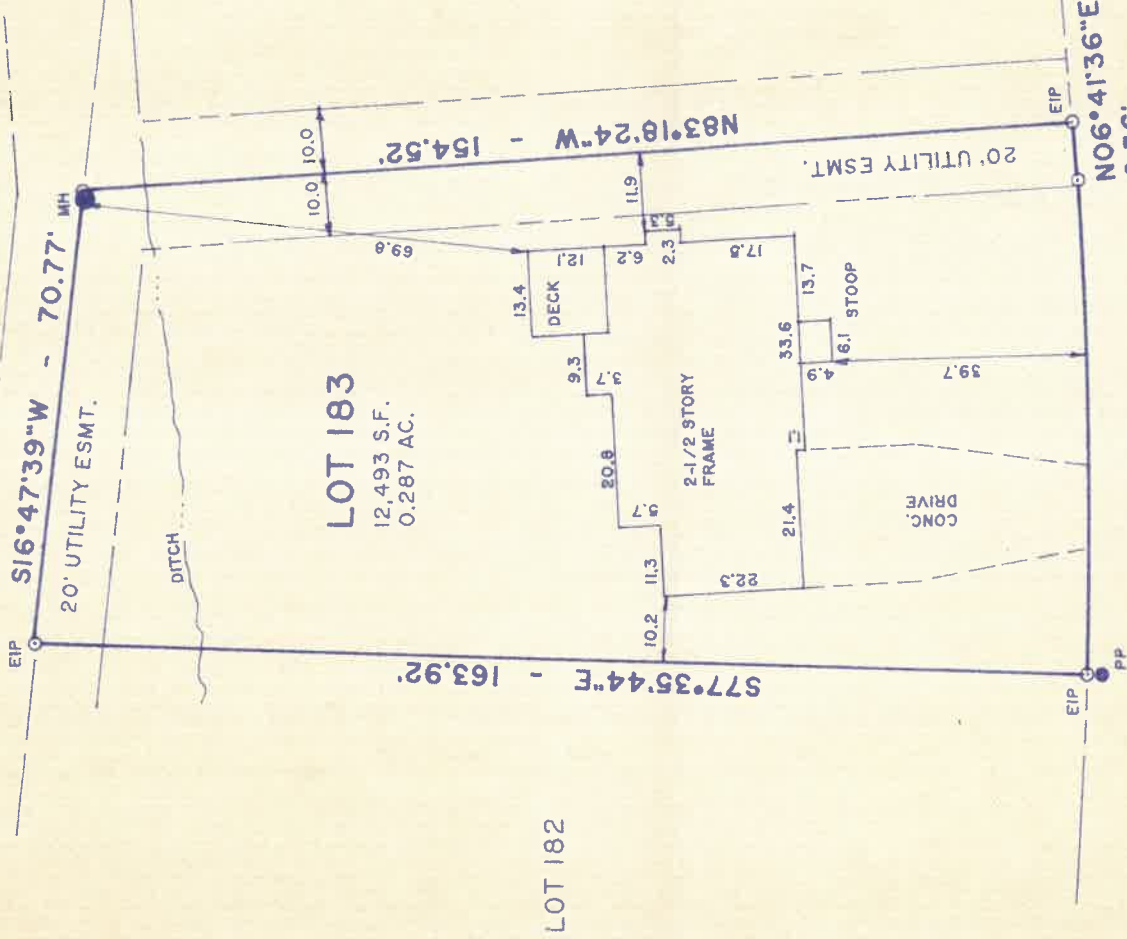 S16°47'39"W - 70.77'
MH
EIP
20' UTILITY ESMT.
DITCH
10.0
10.0
N83°18'24"W - 154.52'
69.8
LOT 183
12,493 S.F.
0.287 AC.
13.4
DECK
12.1
6.2
11.9
5.3
2.3
17.5
20' UTILITY ESMT.
EIP
9.3
3.7
20.8
5.7
11.3
10.2
22.3
2-1/2 STORY
FRAME
33.6
13.7
STOOP
6.1
4.9
39.7
21.4
CONC.
DRIVE
S77°35'44"E - 163.92'
LOT 182
EIP
PP
N06°41'36"E